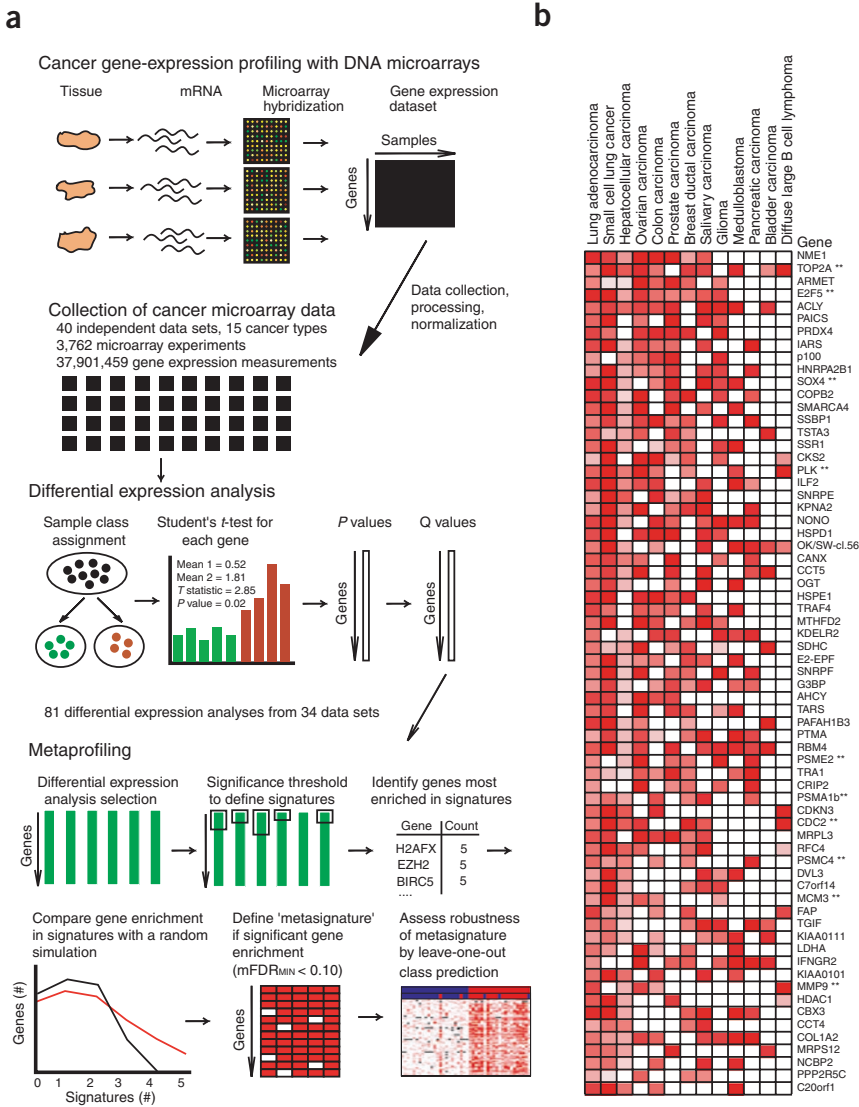 a
Cancer gene-expression profiling with DNA microarrays
Tissue
mRNA
Microarray
hybridization
Gene expression
dataset
Samples
Genes
Data collection,
processing,
normalization
Collection of cancer microarray data
40 independent data sets, 15 cancer types
3,762 microarray experiments
37,901,459 gene expression measurements
Differential expression analysis
Sample class
assignment
Student's t-test for
each gene
P values
Q values
Mean 1 = 0.52
Mean 2 = 1.81
T statistic = 2.85
P value = 0.02
Genes
Genes
81 differential expression analyses from 34 data sets
Metaprofiling
Differential expression
analysis selection
Significance threshold
to define signatures
Identify genes most
enriched in signatures
Genes
Genes
Gene Count
H2AFX 5
EZH2 5
BIRC5 5
....
Compare gene enrichment
in signatures with a random
simulation
Define 'metasignature'
if significant gene
enrichment
(mFDRMIN < 0.10)
Assess robustness
of metasignature
by leave-one-out
class prediction
Genes (#)
0 1 2 3 4 5
Signatures (#)
Genes
b
Lung adenocarcinoma
Small cell lung cancer
Hepatocellular carcinoma
Ovarian carcinoma
Colon carcinoma
Prostate carcinoma
Breast ductal carcinoma
Salivary carcinoma
Glioma
Medulloblastoma
Pancreatic carcinoma
Bladder carcinoma
Diffuse large B cell lymphoma
Gene
NME1
TOP2A **
ARMET
E2F5 **
ACLY
PAICS
PRDX4
IARS
p100
HNRPA2B1
SOX4 **
COPB2
SMARCA4
SSBP1
TSTA3
SSR1
CKS2
PLK **
ILF2
SNRPE
KPNA2
NONO
HSPD1
OK/SW-cl.56
CANX
CCT5
OGT
HSPE1
TRAF4
MTHFD2
KDELR2
SDHC
E2-EPF
SNRPF
G3BP
AHCY
TARS
PAFAH1B3
PTMA
RBM4
PSME2 **
TRA1
CRIP2
PSMA1b**
CDKN3
CDC2 **
MRPL3
RFC4
PSMC4 **
DVL3
C7orf14
MCM3 **
FAP
TGIF
KIAA0111
LDHA
IFNGR2
KIAA0101
MMP9 **
HDAC1
CBX3
CCT4
COL1A2
MRPS12
NCBP2
PPP2R5C
C20orf1